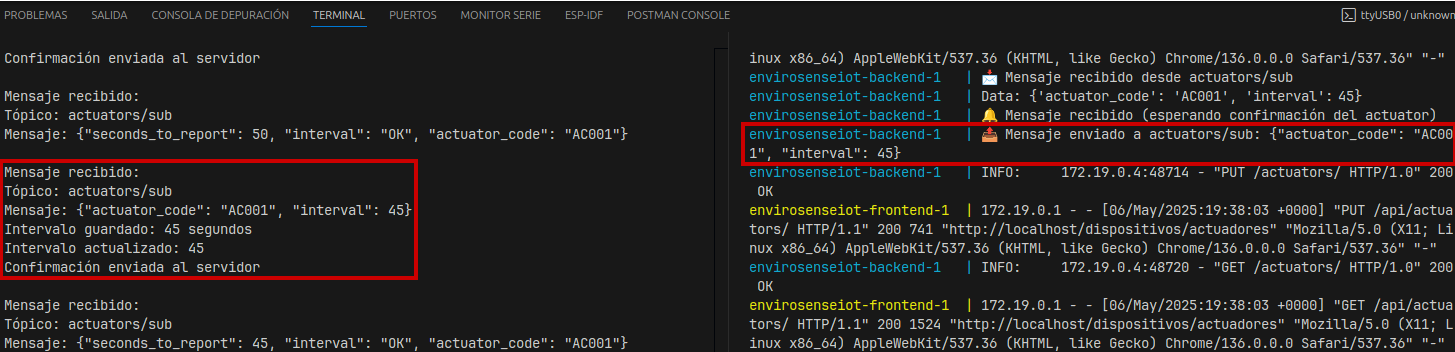 PROBLEMAS SALIDA CONSOLA DE DEPURACIÓN TERMINAL PUERTOS MONITOR SERIE ESP-IDF POSTMAN CONSOLE ttyUSB0 / unknown
Confirmación enviada al servidor
Mensaje recibido:
Tópico: actuators/sub
Mensaje: {"seconds_to_report": 50, "interval": "OK", "actuator_code": "AC001"}
Mensaje recibido:
Tópico: actuators/sub
Mensaje: {"actuator_code": "AC001", "interval": 45}
Intervalo guardado: 45 segundos
Intervalo actualizado: 45
Confirmación enviada al servidor
Mensaje recibido:
Tópico: actuators/sub
Mensaje: {"seconds_to_report": 45, "interval": "OK", "actuator_code": "AC001"}
inux x86_64) AppleWebKit/537.36 (KHTML, like Gecko) Chrome/136.0.0.0 Safari/537.36" "-"
envirosenseiot-backend-1 | 📩 Mensaje recibido desde actuators/sub
envirosenseiot-backend-1 | Data: {'actuator_code': 'AC001', 'interval': 45}
envirosenseiot-backend-1 | 🔔 Mensaje recibido (esperando confirmación del actuator)
envirosenseiot-backend-1 | 📤 Mensaje enviado a actuators/sub: {"actuator_code": "AC00
1", "interval": 45}
envirosenseiot-backend-1 | INFO: 172.19.0.4:48714 - "PUT /actuators/ HTTP/1.1" 200
OK
envirosenseiot-frontend-1 | 172.19.0.1 - - [06/May/2025:19:38:03 +0000] "PUT /api/actua
tors/ HTTP/1.1" 200 741 "http://localhost/dispositivos/actuadores" "Mozilla/5.0 (X11; Li
nux x86_64) AppleWebKit/537.36 (KHTML, like Gecko) Chrome/136.0.0.0 Safari/537.36" "-"
envirosenseiot-backend-1 | INFO: 172.19.0.4:48720 - "GET /actuators/ HTTP/1.1" 200
OK
envirosenseiot-frontend-1 | 172.19.0.1 - - [06/May/2025:19:38:03 +0000] "GET /api/actua
tors/ HTTP/1.1" 200 1524 "http://localhost/dispositivos/actuadores" "Mozilla/5.0 (X11; L
inux x86_64) AppleWebKit/537.36 (KHTML, like Gecko) Chrome/136.0.0.0 Safari/537.36" "-"